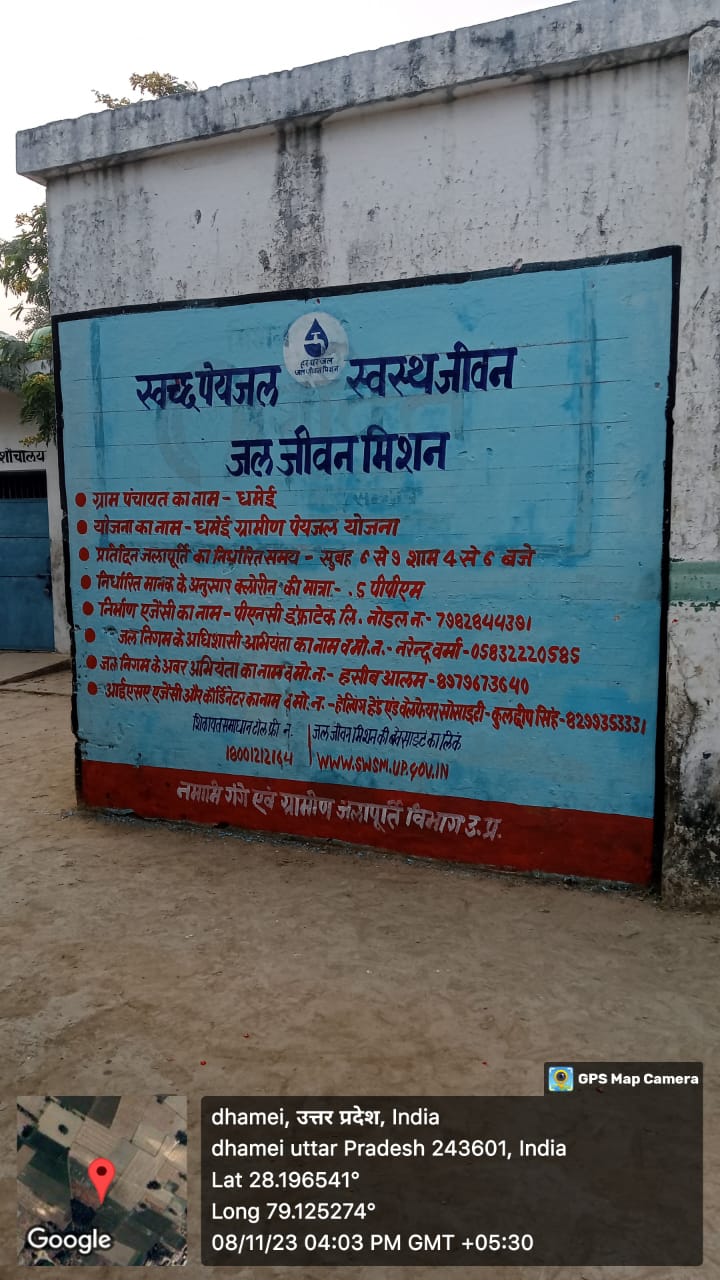 हर घर जल
जल जीवन मिशन
स्वच्छ पेयजल स्वस्थ जीवन
जल जीवन मिशन
शौचालय
ग्राम पंचायत का नाम - धमेई
योजना का नाम - धमेई ग्रामीण पेयजल योजना
प्रतिदिन जलापूर्ति का निर्धारित समय - सुबह 6 से 9 शाम 4 से 6 बजे
निर्धारित मानक के अनुसार क्लोरीन की मात्रा - .5 पीपीएम
निर्माण एजेंसी का नाम - पीएनसी इंफ्राटेक लि. नोडल न.- 7982844391
जल निगम के अधिशासी अभियंता का नाम व मो.न.- नरेन्द्र वर्मा-05832220585
जल निगम के अवर अभियंता का नाम व मो.न.- हसीब आलम-8979673640
आईएसए एजेंसी और कॉर्डिनेटर का नाम व मो.न.- हेल्पिंग हैंड एंड वेलफेयर सोसाइटी-कुलदीप सिंह-8299353331
शिकायत समाधान टोल फ्री न. जल जीवन मिशन की वेबसाइट का लिंक
18001212164 WWW.SWSM.UP.GOV.IN
नमामि गंगे एवं ग्रामीण जलापूर्ति विभाग उ.प्र.
GPS Map Camera
dhamei, उत्तर प्रदेश, India
dhamei uttar Pradesh 243601, India
Lat 28.196541°
Long 79.125274°
08/11/23 04:03 PM GMT +05:30
Google